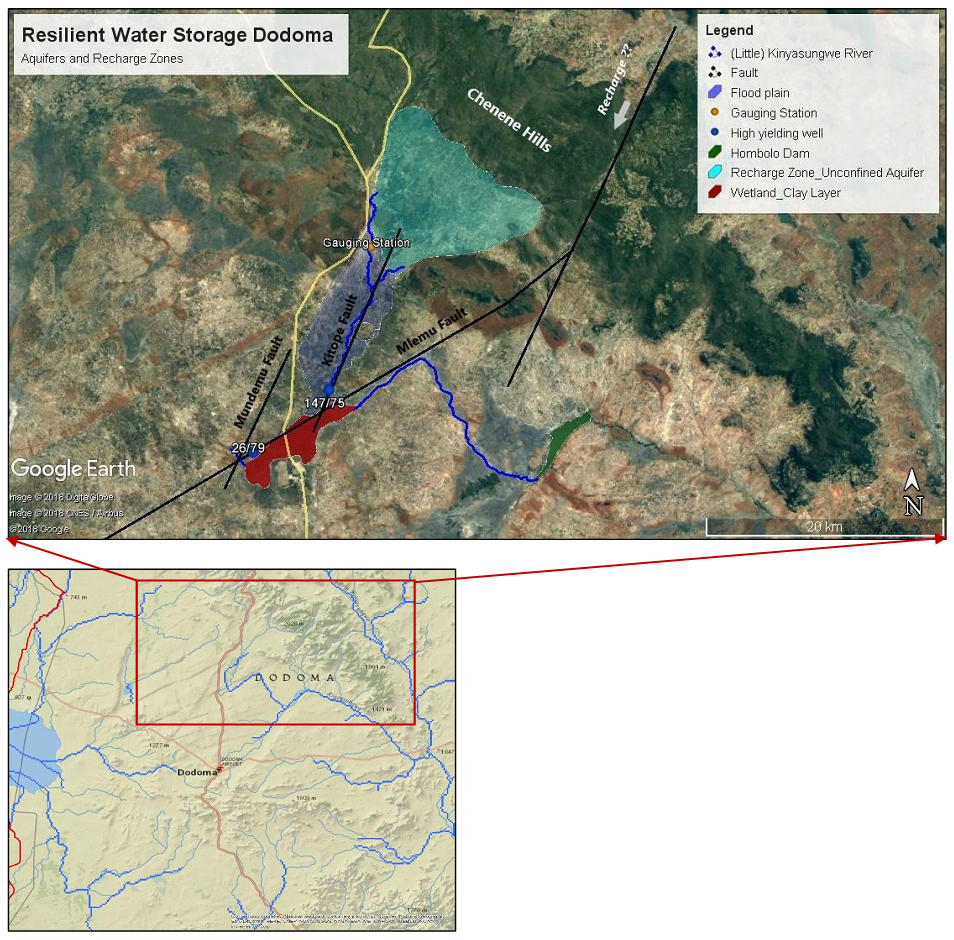 Resilient Water Storage Dodoma
Aquifers and Recharge Zones
Legend
(Little) Kinyasungwe River
Fault
Flood plain
Gauging Station
High yielding well
Hombolo Dam
Recharge Zone_Unconfined Aquifer
Wetland_Clay Layer
Recharge ??
Chenene Hills
Gauging Station
Kitope Fault
Mlemu Fault
Mundemu Fault
147/75
26/79
Google Earth
Image © 2018 DigitalGlobe
Image © 2018 CNES / Airbus
© 2018 Google
N
20 km
743 m
DODOMA
1421 m
1277 m
Dodoma
DODOMA
AIRPORT